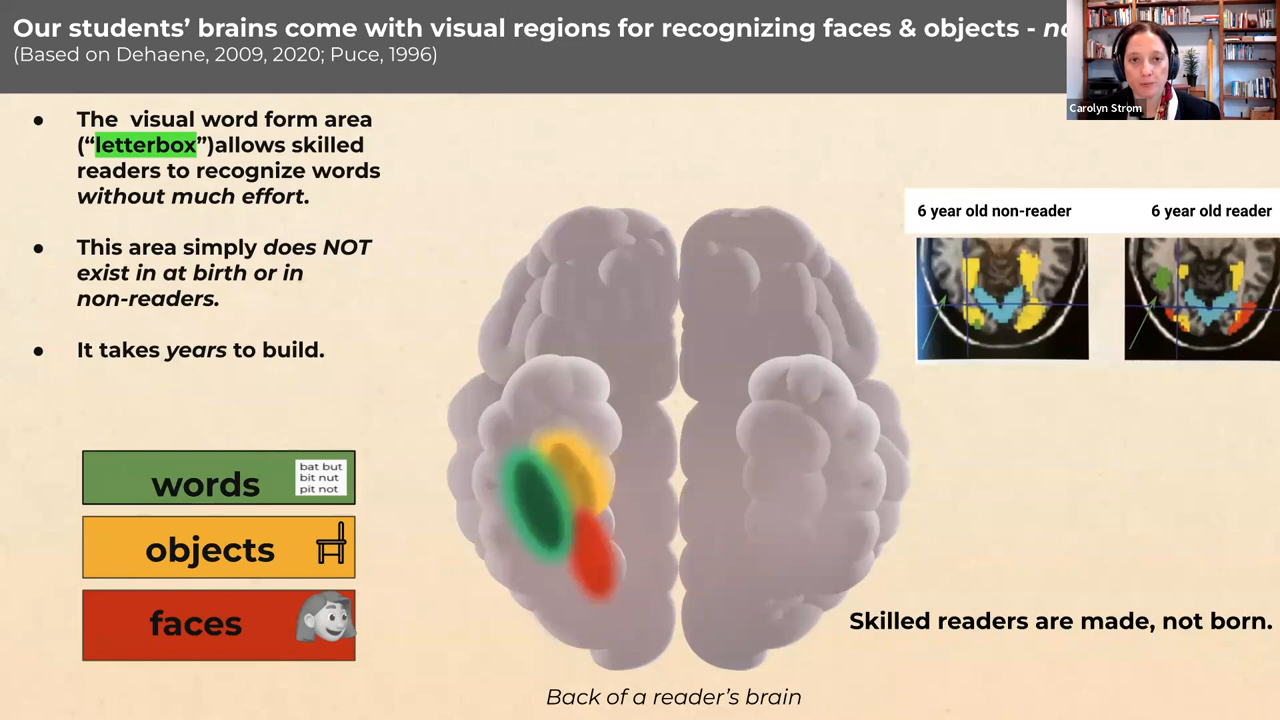 Our students’ brains come with visual regions for recognizing faces & objects -
(Based on Dehaene, 2009, 2020; Puce, 1996)
Carolyn Strom
● The visual word form area
(“letterbox”)allows skilled
readers to recognize words
without much effort.
● This area simply does NOT
exist in at birth or in
non-readers.
● It takes years to build.
words
bat but
bit nut
pit not
objects
faces
6 year old non-reader
6 year old reader
Skilled readers are made, not born.
Back of a reader’s brain